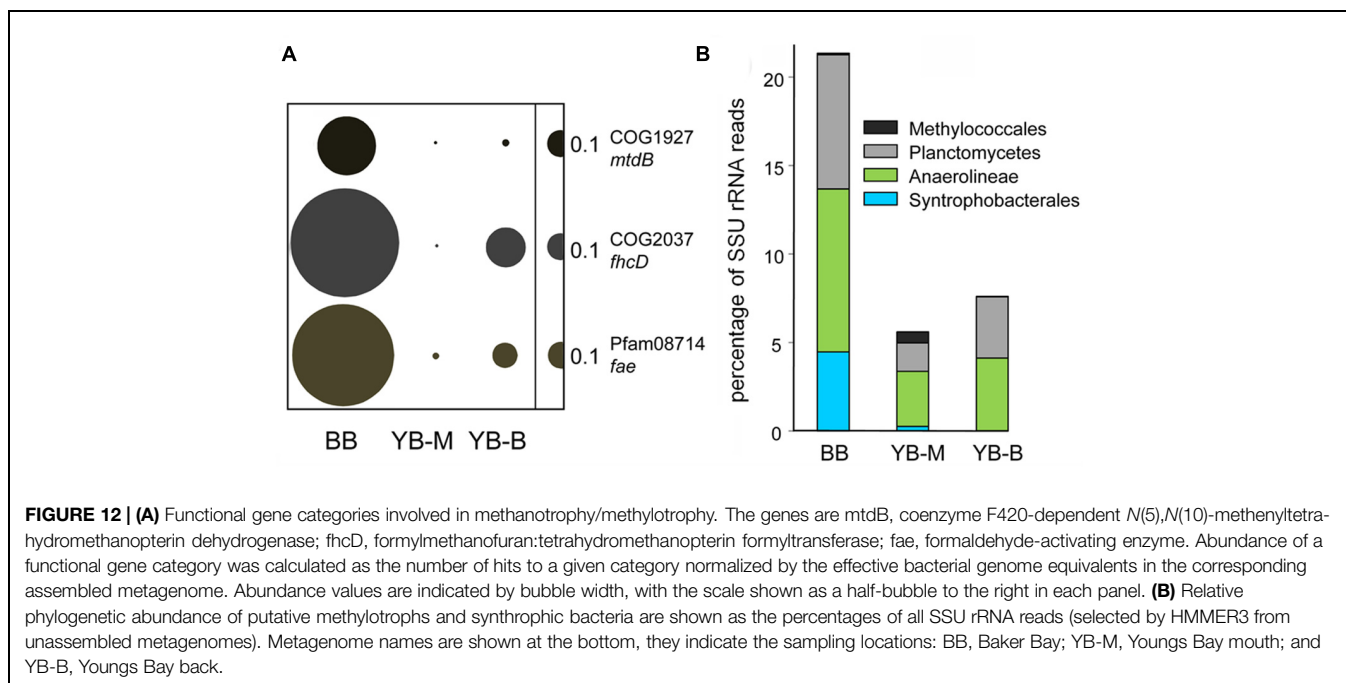 A
0.1 COG1927
mtdB
0.1 COG2037
fhcD
0.1 Pfam08714
fae
BB YB-M YB-B
B
percentage of SSU rRNA reads
20
15
10
5
0
Methylococcales
Planctomycetes
Anaerolineae
Syntrophobacterales
BB YB-M YB-B
FIGURE 12 | (A) Functional gene categories involved in methanotrophy/methylotrophy. The genes are mtdB, coenzyme F420-dependent N(5),N(10)-methenyltetra-
hydromethanopterin dehydrogenase; fhcD, formylmethanofuran:tetrahydromethanopterin formyltransferase; fae, formaldehyde-activating enzyme. Abundance of a
functional gene category was calculated as the number of hits to a given category normalized by the effective bacterial genome equivalents in the corresponding
assembled metagenome. Abundance values are indicated by bubble width, with the scale shown as a half-bubble to the right in each panel. (B) Relative
phylogenetic abundance of putative methylotrophs and synthrophic bacteria are shown as the percentages of all SSU rRNA reads (selected by HMMER3 from
unassembled metagenomes). Metagenome names are shown at the bottom, they indicate the sampling locations: BB, Baker Bay; YB-M, Youngs Bay mouth; and
YB-B, Youngs Bay back.